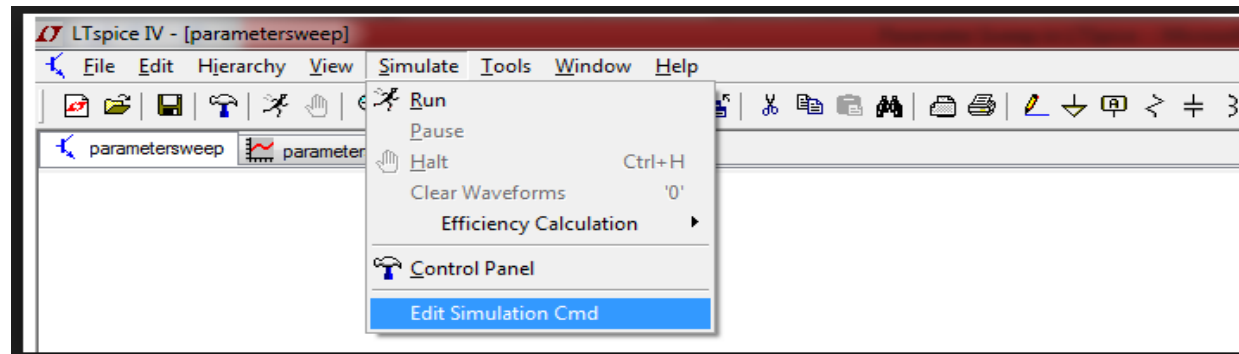 LTspice IV - [parametersweep]
File Edit Hierarchy View Simulate Tools Window Help
Run
Pause
Halt Ctrl+H
Clear Waveforms '0'
Efficiency Calculation
Control Panel
Edit Simulation Cmd
parametersweep parameter